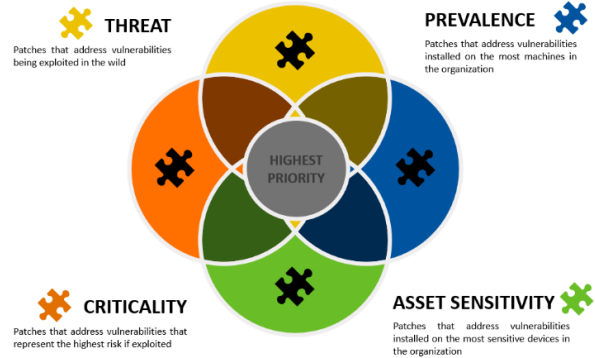 THREAT
Patches that address vulnerabilities
being exploited in the wild
PREVALENCE
Patches that address vulnerabilities
installed on the most machines in
the organization
HIGHEST
PRIORITY
CRITICALITY
Patches that address vulnerabilities that
represent the highest risk if exploited
ASSET SENSITIVITY
Patches that address vulnerabilities
installed on the most sensitive devices in
the organization